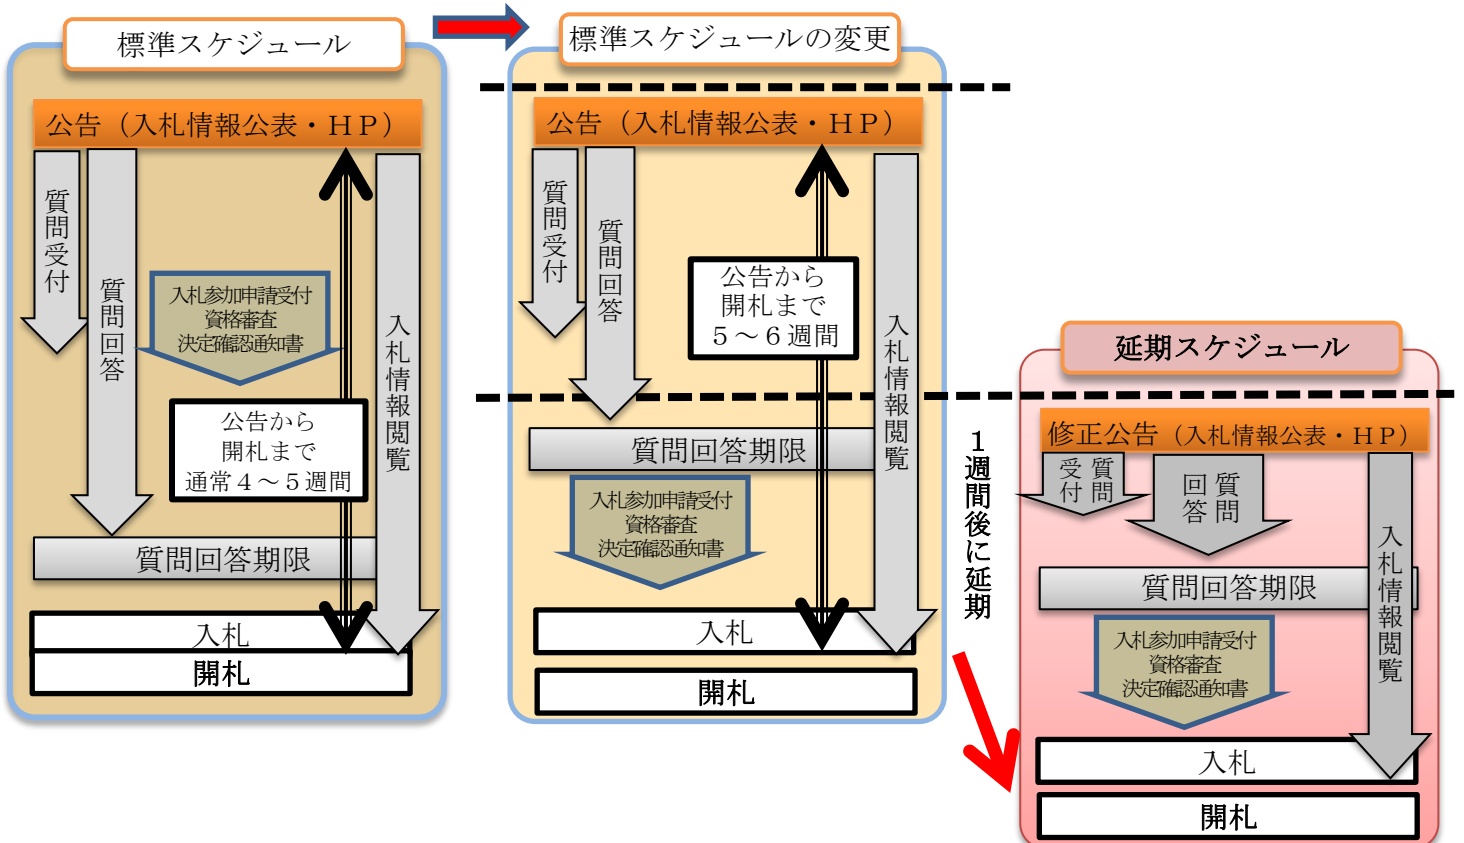 標準スケジュール
公告（入札情報公表・ＨＰ）
質問受付
質問回答
入札参加申請受付
資格審査
決定確認通知書
公告から
開札まで
通常４～５週間
入札情報閲覧
質問回答期限
入札
開札
標準スケジュールの変更
公告（入札情報公表・ＨＰ）
質問受付
質問回答
公告から
開札まで
５～６週間
入札情報閲覧
質問回答期限
入札参加申請受付
資格審査
決定確認通知書
入札
開札
１週間後に延期
延期スケジュール
修正公告（入札情報公表・ＨＰ）
質問
受付
質問
回答
入札情報閲覧
質問回答期限
入札参加申請受付
資格審査
決定確認通知書
入札
開札